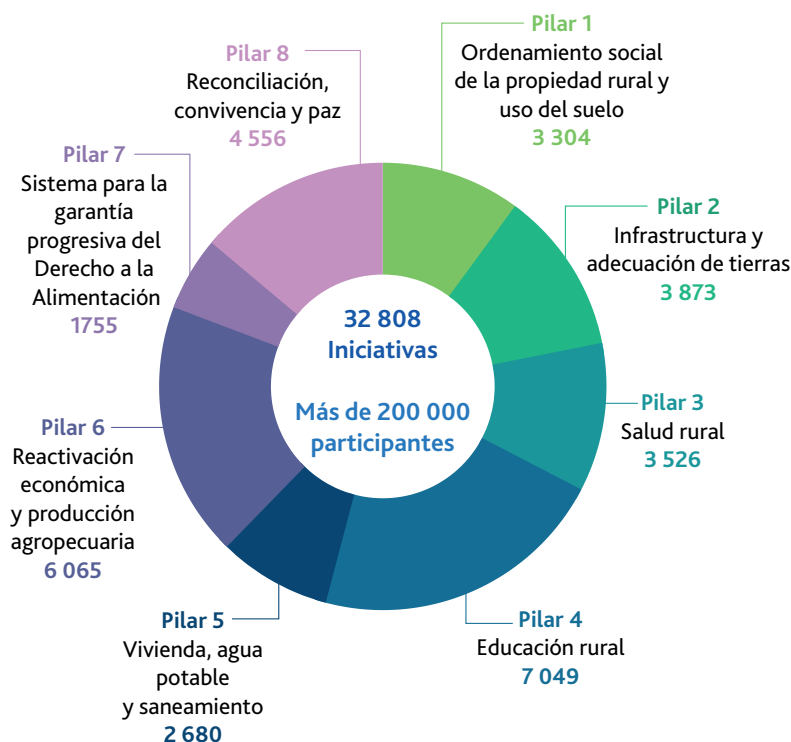 Pilar 1
Ordenamiento social
de la propiedad rural y
uso del suelo
3 304
Pilar 2
Infrastructura y
adecuación de tierras
3 873
Pilar 3
Salud rural
3 526
Pilar 4
Educación rural
7 049
Pilar 5
Vivienda, agua
potable
y saneamiento
2 680
Pilar 6
Reactivación
económica
y producción
agropecuaria
6 065
Pilar 7
Sistema para la
garantía
progresiva del
Derecho a la
Alimentación
1755
Pilar 8
Reconciliación,
convivencia y paz
4 556
32 808
Iniciativas
Más de 200 000
participantes